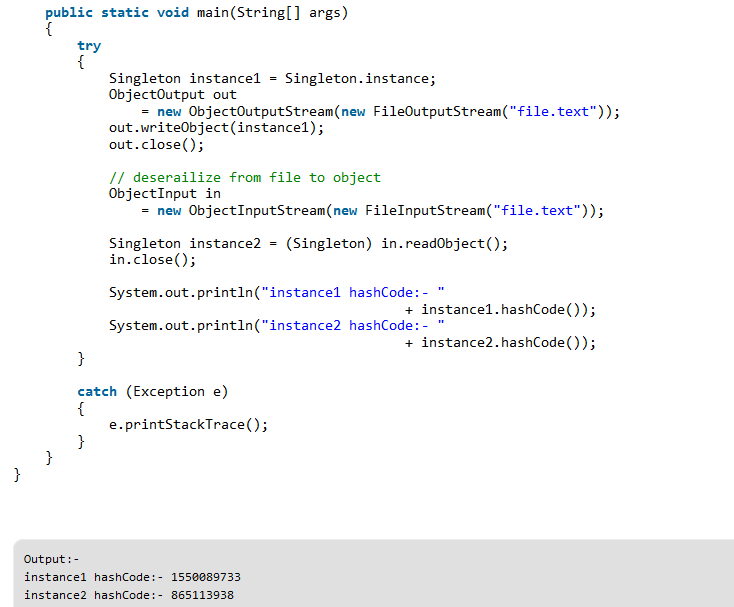 public static void main(String[] args)
{
try
{
Singleton instance1 = Singleton.instance;
ObjectOutput out
= new ObjectOutputStream(new FileOutputStream("file.text"));
out.writeObject(instance1);
out.close();
// deserailize from file to object
ObjectInput in
= new ObjectInputStream(new FileInputStream("file.text"));
Singleton instance2 = (Singleton) in.readObject();
in.close();
System.out.println("instance1 hashCode:- "
+ instance1.hashCode());
System.out.println("instance2 hashCode:- "
+ instance2.hashCode());
}
catch (Exception e)
{
e.printStackTrace();
}
}
}
Output:-
instance1 hashCode:- 1550089733
instance2 hashCode:- 865113938